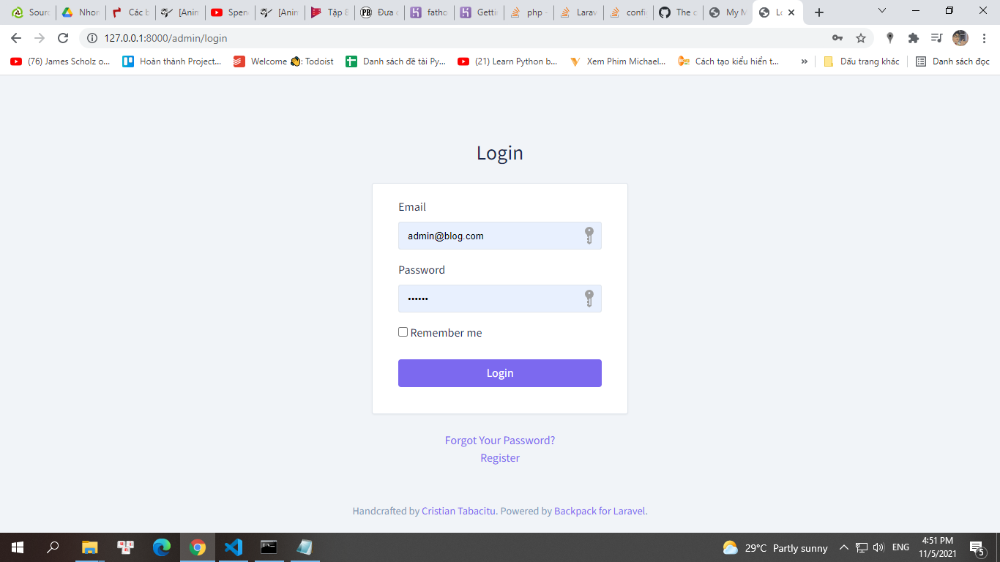 Sourc
Nhon
Các b
[Anin
Spen
[Anin
Tập 8
Đưa
fatho
Getti
php -
Larav
confi
The c
My M
Lo
127.0.0.1:8000/admin/login
(76) James Scholz o...
Hoàn thành Project...
Welcome 👋: Todoist
Danh sách đề tài Py...
(21) Learn Python b...
Xem Phim Michael...
Cách tạo kiểu hiển t...
»
Dấu trang khác
Danh sách đọc
Login
Email
admin@blog.com
Password
••••••
Remember me
Login
Forgot Your Password?
Register
Handcrafted by Cristian Tabacitu. Powered by Backpack for Laravel.
29°C Partly sunny
ENG
4:51 PM
11/5/2021
5